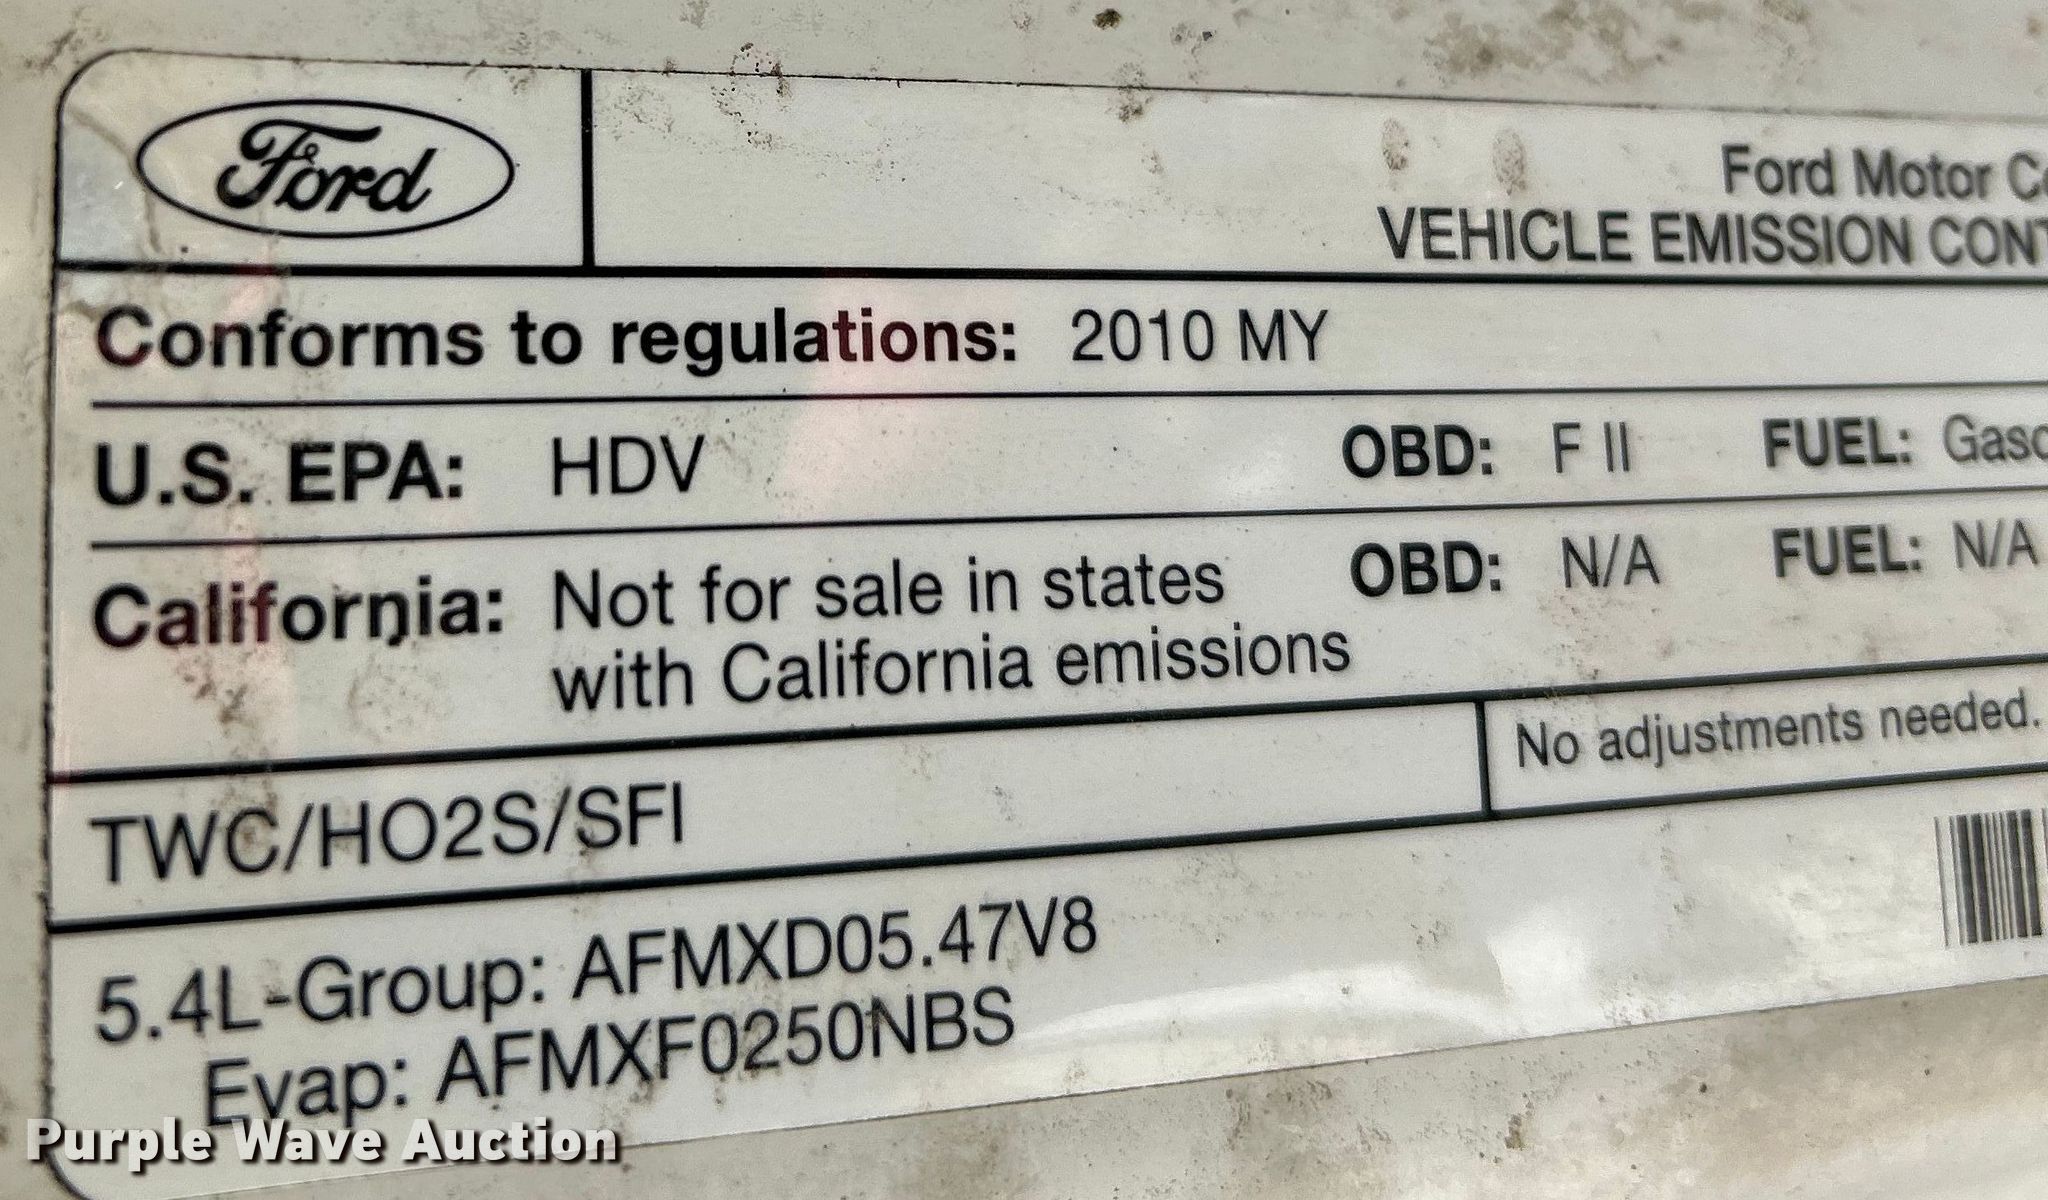 Ford
Ford Motor Co
VEHICLE EMISSION CONT
Conforms to regulations: 2010 MY
U.S. EPA: HDV OBD: F II FUEL: Gaso
California: Not for sale in states OBD: N/A FUEL: N/A
with California emissions
No adjustments needed.
TWC/HO2S/SFI
5.4L-Group: AFMXD05.47V8
Evap: AFMXF0250NBS
Purple Wave Auction